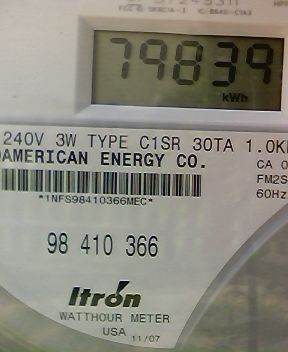 79839
kWh
240V 3W TYPE C1SR 30TA 1.0K
AMERICAN ENERGY CO.
CA 0
FM2S
60Hz
*1NFS98410366MEC*
98 410 366
Itron
WATTHOUR METER
USA 11/07